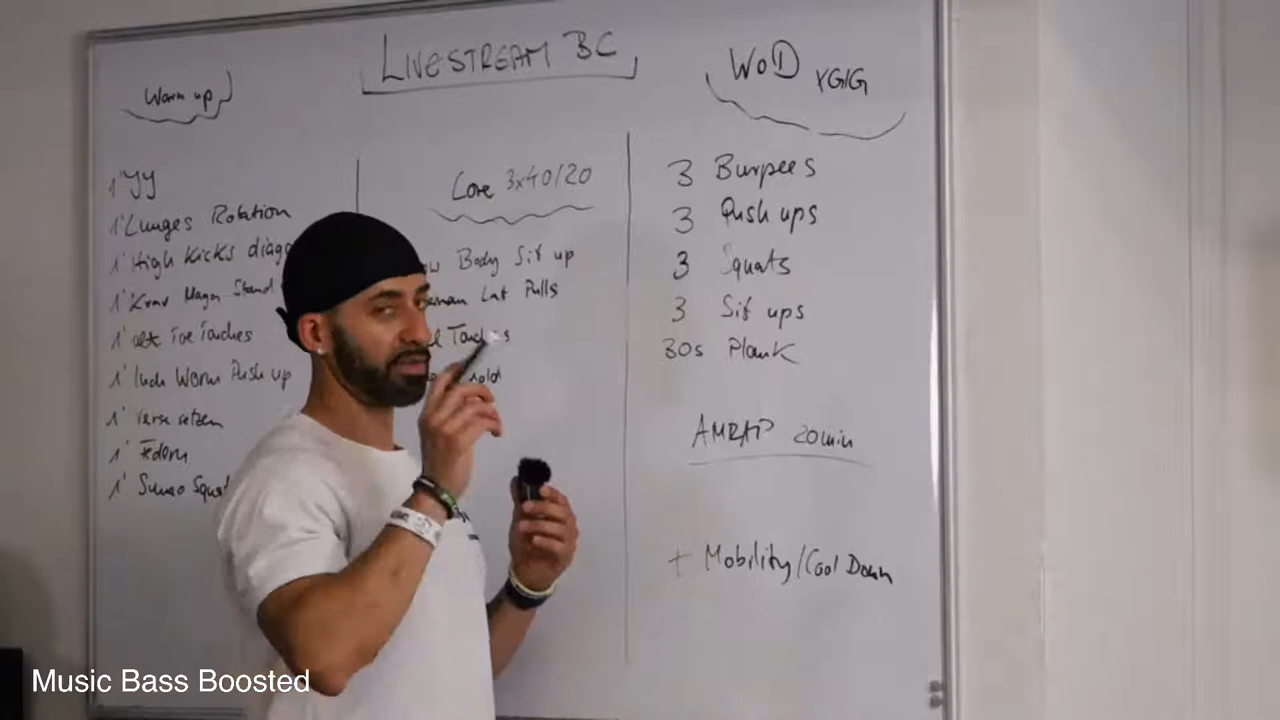 LIVESTREAM BC
Warm up
1' JJ
1' Lunges Rotation
1' High Kicks diago
1' Krav Maga Stand
1' alt. Toe Touches
1' Inch Worm Push up
1' versetzen
1' Federn
1' Sumo Squat
Core 3x40/20
ow Body Sit up
Lat Pulls
hold
WOD YGIG
3 Burpees
3 Push ups
3 Squats
3 Sit ups
30s Plank
AMRAP 20min
+ Mobility/Cool Down
Music Bass Boosted